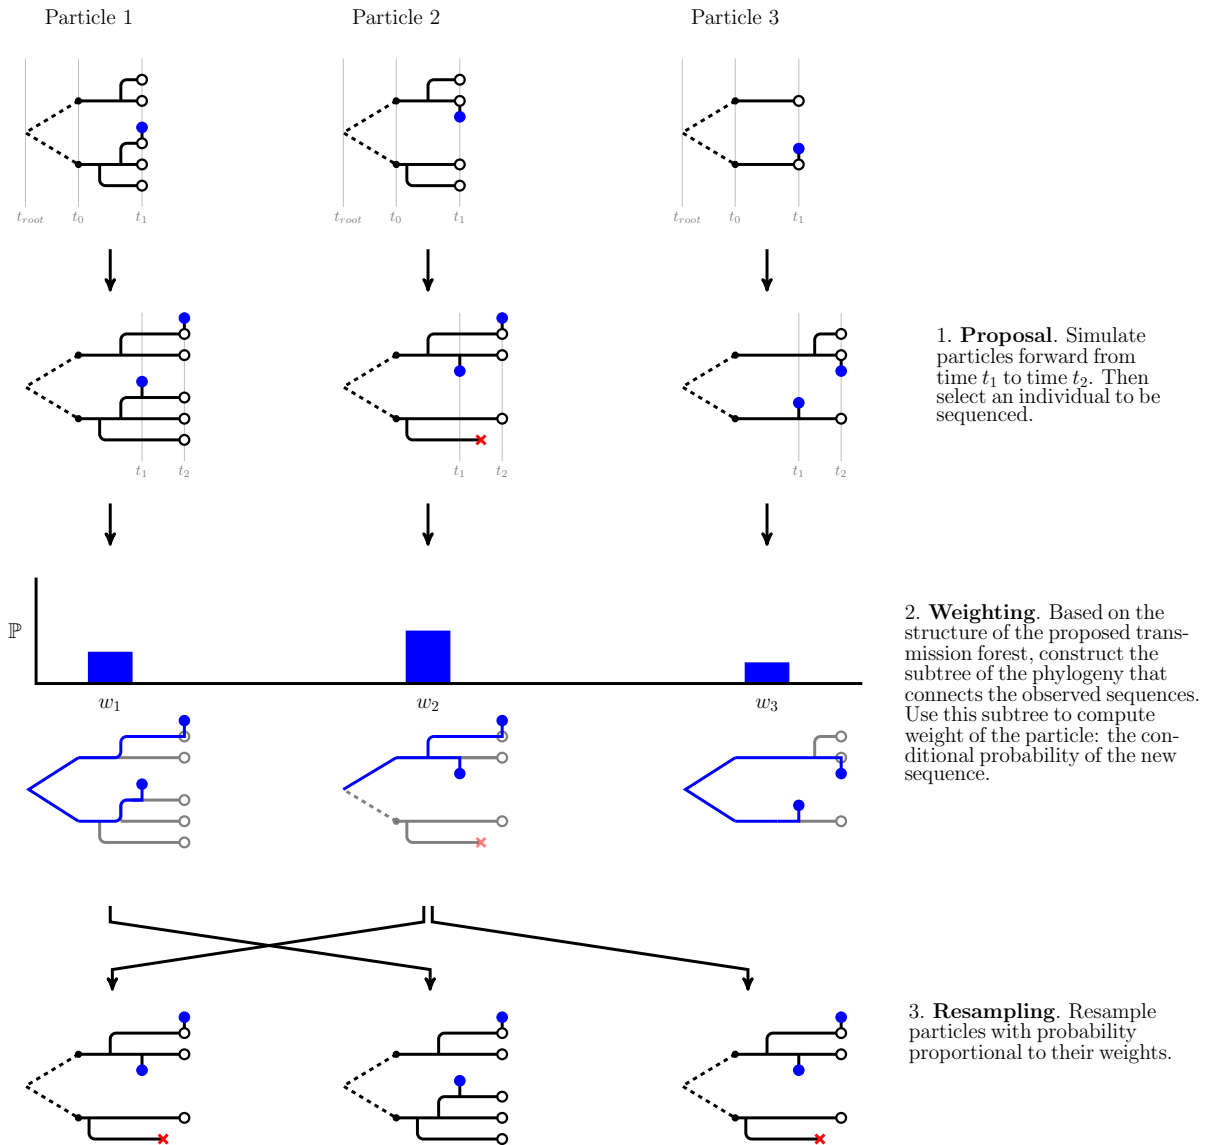 Particle 1
Particle 2
Particle 3
t_root t_0 t_1
t_root t_0 t_1
t_root t_0 t_1
1. Proposal. Simulate
particles forward from
time t_1 to time t_2. Then
select an individual to be
sequenced.
t_1 t_2
t_1 t_2
t_1 t_2
ℙ
w_1
w_2
w_3
2. Weighting. Based on the
structure of the proposed trans-
mission forest, construct the
subtree of the phylogeny that
connects the observed sequences.
Use this subtree to compute
weight of the particle: the con-
ditional probability of the new
sequence.
3. Resampling. Resample
particles with probability
proportional to their weights.